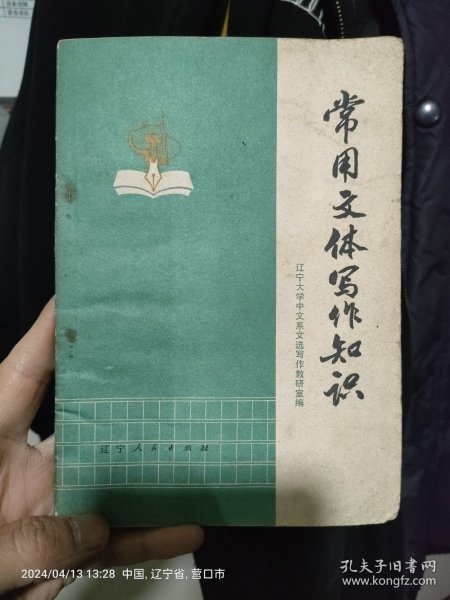 常用文体写作知识
辽宁大学中文系文选写作教研室编
辽宁人民出版社
2024/04/13 13:28 中国, 辽宁省, 营口市
孔夫子旧书网
www.kongfz.com